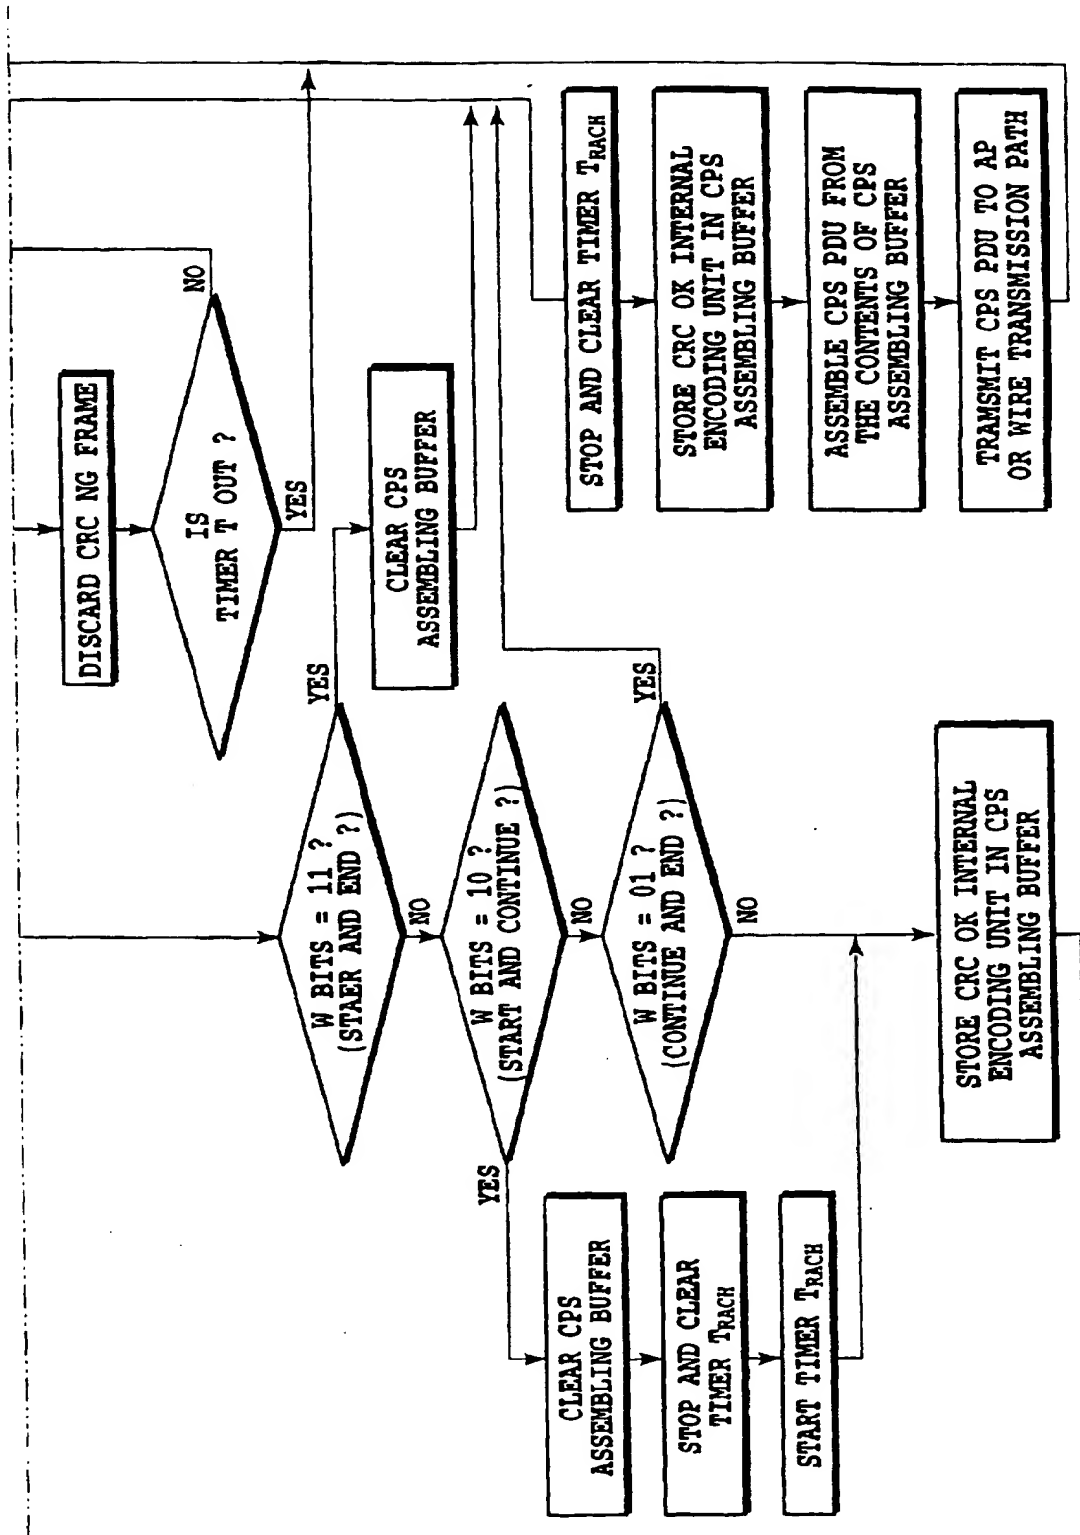 DISCARD CRC NG FRAME
IS
TIMER T OUT ?
NO
YES
W BITS = 11 ?
(STAER AND END ?)
YES
NO
CLEAR CPS
ASSEMBLING BUFFER
W BITS = 10 ?
(START AND CONTINUE ?)
YES
NO
W BITS = 01 ?
(CONTINUE AND END ?)
YES
NO
CLEAR CPS
ASSEMBLING BUFFER
STOP AND CLEAR
TIMER TRACH
START TIMER TRACH
STORE CRC OK INTERNAL
ENCODING UNIT IN CPS
ASSEMBLING BUFFER
STOP AND CLEAR TIMER TRACH
STORE CRC OK INTERNAL
ENCODING UNIT IN CPS
ASSEMBLING BUFFER
ASSEMBLE CPS PDU FROM
THE CONTENTS OF CPS
ASSEMBLING BUFFER
TRAMSMIT CPS PDU TO AP
OR WIRE TRANSMISSION PATH